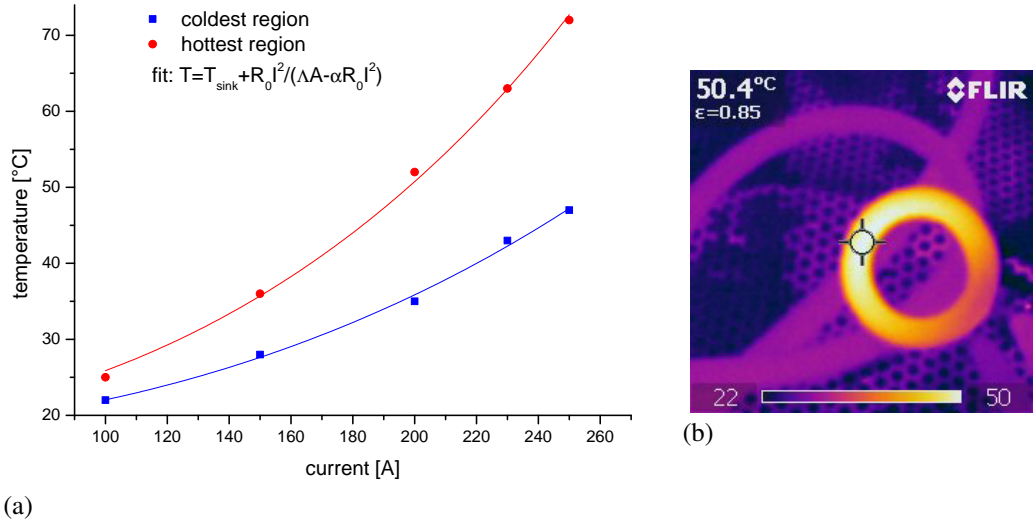 70
60
50
40
30
20
temperature [°C]
coldest region
hottest region
fit: T=T_sink+R_0I^2/(ΛA-αR_0I^2)
100 120 140 160 180 200 220 240 260
current [A]
(a)
50.4°C
ε=0.85
FLIR
22 50
(b)